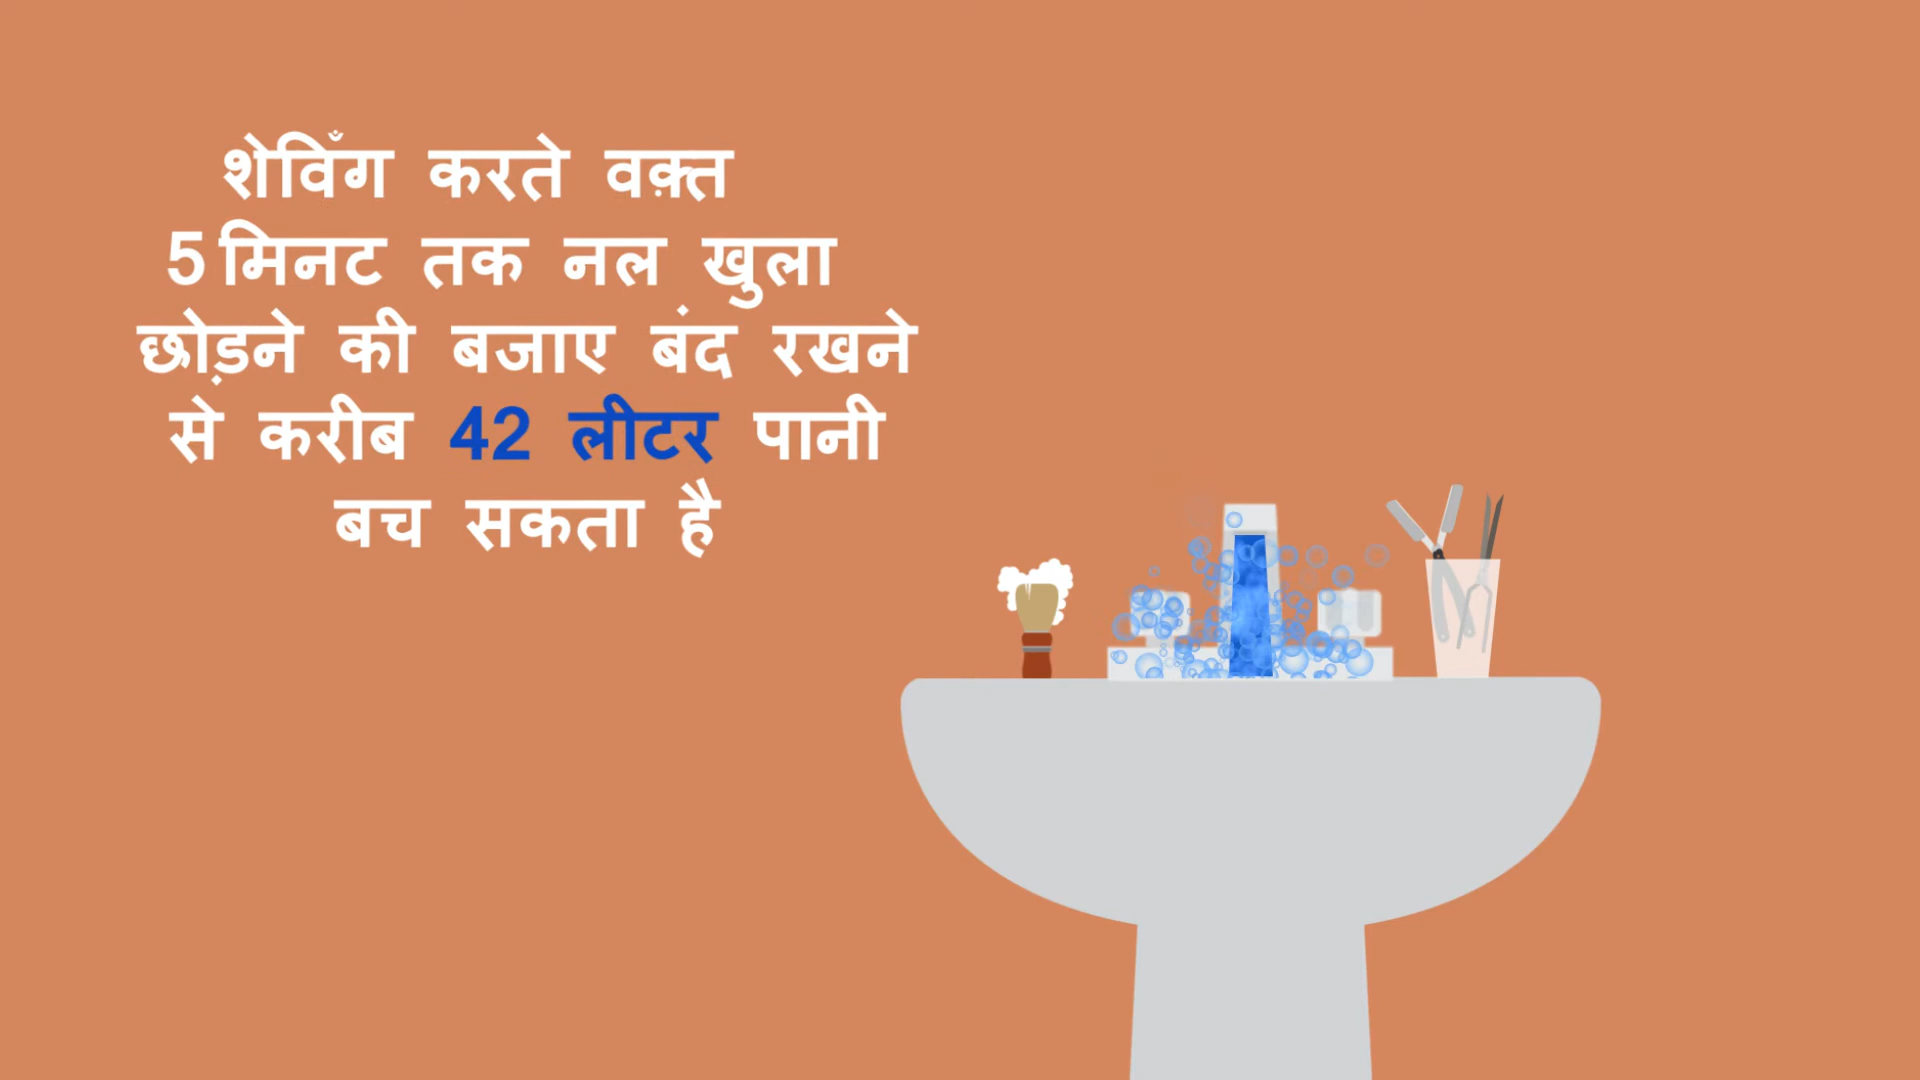 शेविँग करते वक़्त
5 मिनट तक नल खुला
छोड़ने की बजाए बंद रखने
से करीब 42 लीटर पानी
बच सकता है